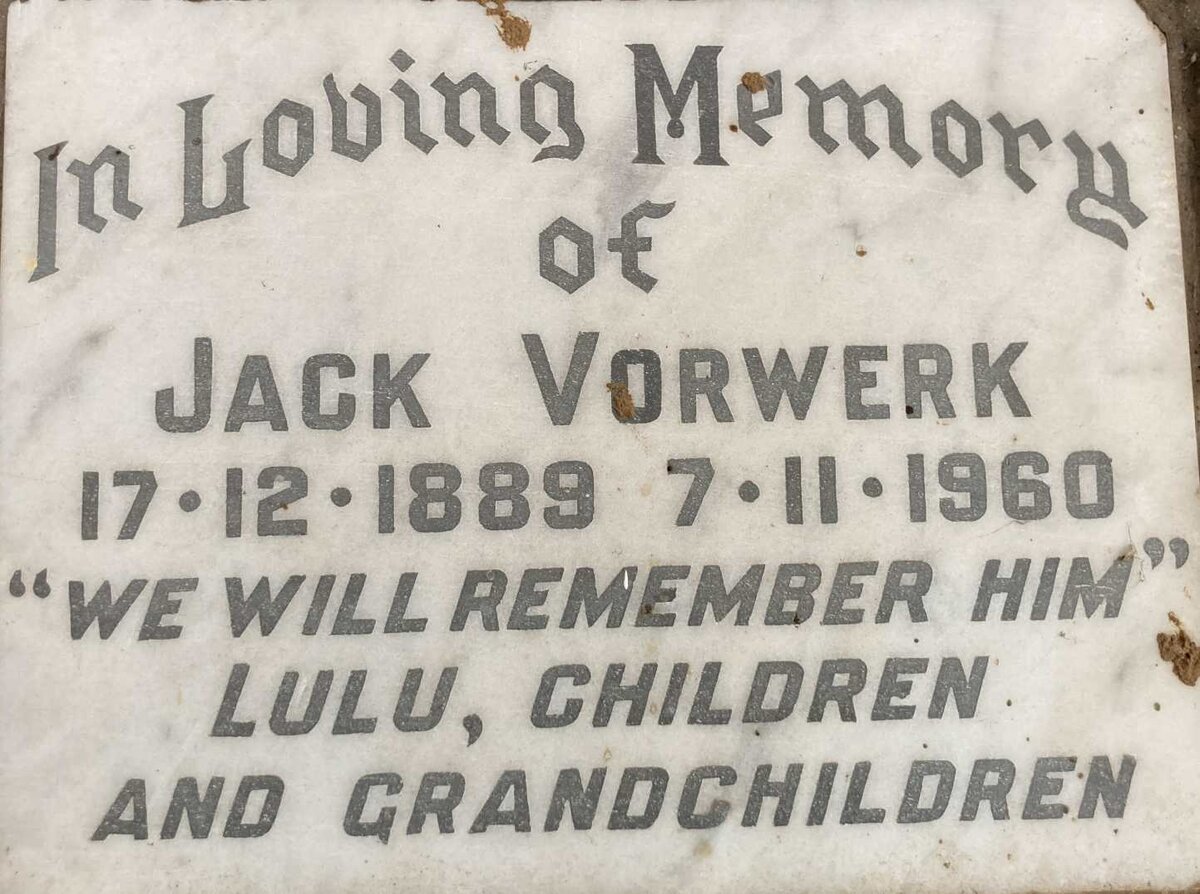 In Loving Memory
of
JACK VORWERK
17•12•1889 7•11•1960
“WE WILL REMEMBER HIM”
LULU, CHILDREN
AND GRANDCHILDREN